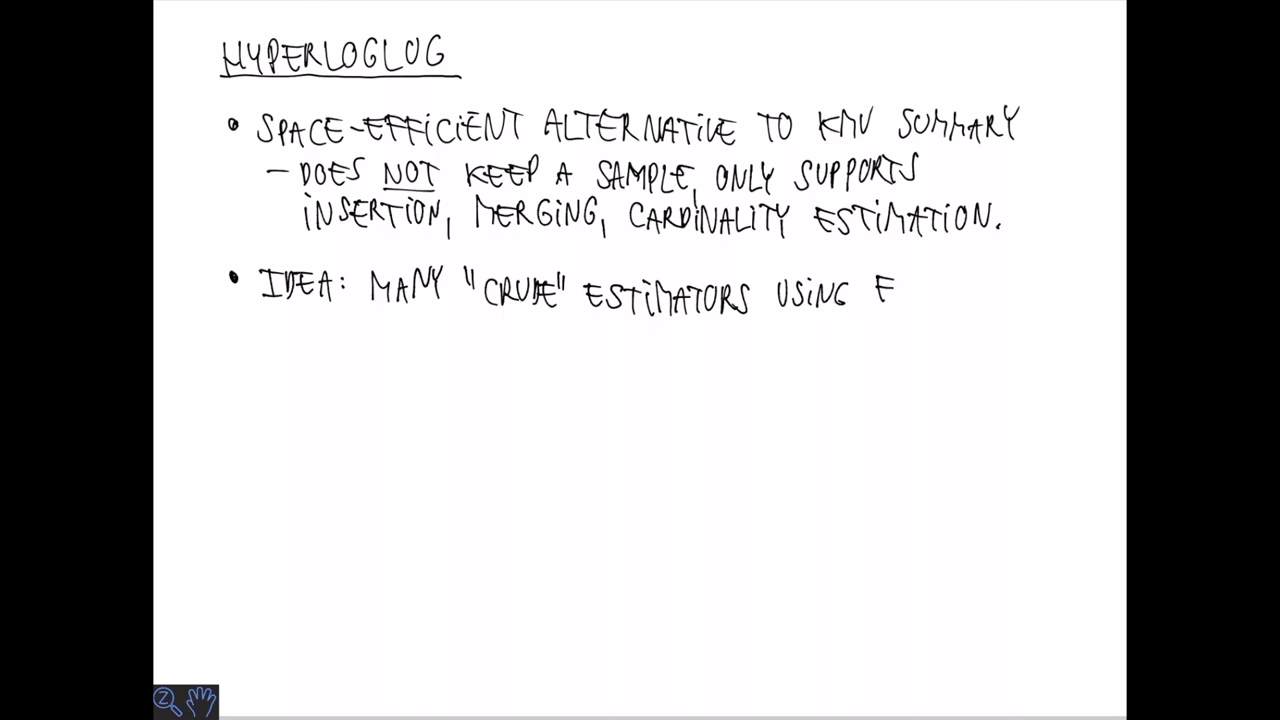 HYPERLOGLOG
• SPACE-EFFICIENT ALTERNATIVE TO KMV SUMMARY
– DOES NOT KEEP A SAMPLE, ONLY SUPPORTS
INSERTION, MERGING, CARDINALITY ESTIMATION.
• IDEA: MANY "CRUDE" ESTIMATORS USING F
Z